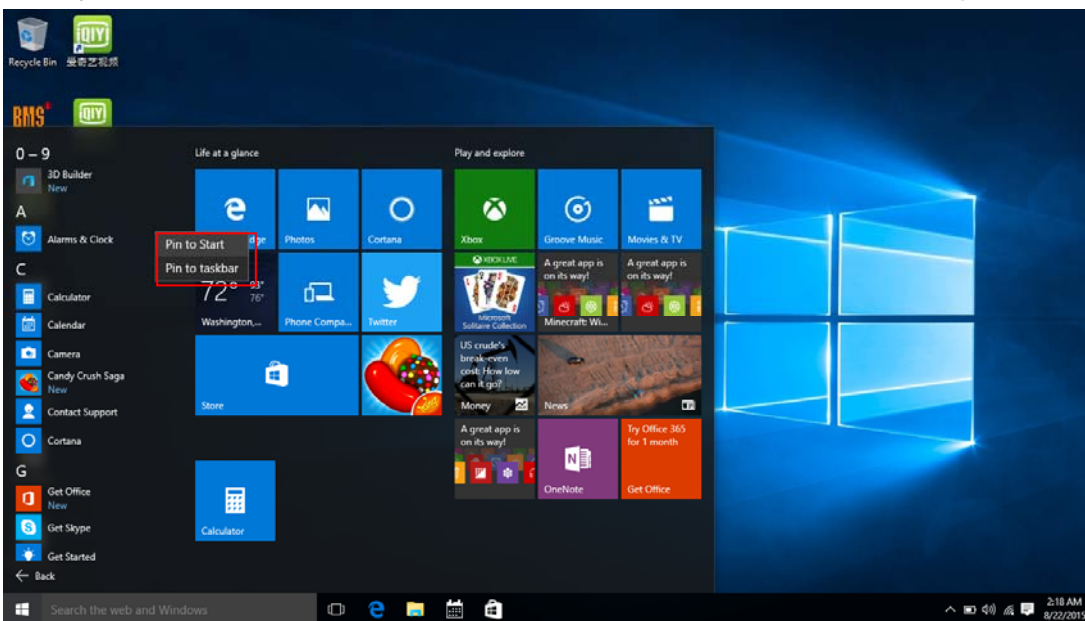 Recycle Bin
爱奇艺视频
iQIYI
BMS
iQIYI
0 – 9
3D Builder
New
A
Alarms & Clock
C
Calculator
Calendar
Camera
Candy Crush Saga
New
Contact Support
Cortana
G
Get Office
New
Get Skype
Get Started
Back
Pin to Start
Pin to taskbar
Life at a glance
dge
Photos
Cortana
72°
93°
76°
Washington,...
Phone Compa...
Twitter
Store
Calculator
Play and explore
Xbox
Groove Music
Movies & TV
XBOX LIVE
Microsoft
Solitaire Collection
A great app is
on its way!
Minecraft: Wi...
A great app is
on its way!
US crude's
break-even
cost: How low
can it go?
Money
News
A great app is
on its way!
OneNote
Try Office 365
for 1 month
Get Office
Search the web and Windows
2:18 AM
8/22/2015